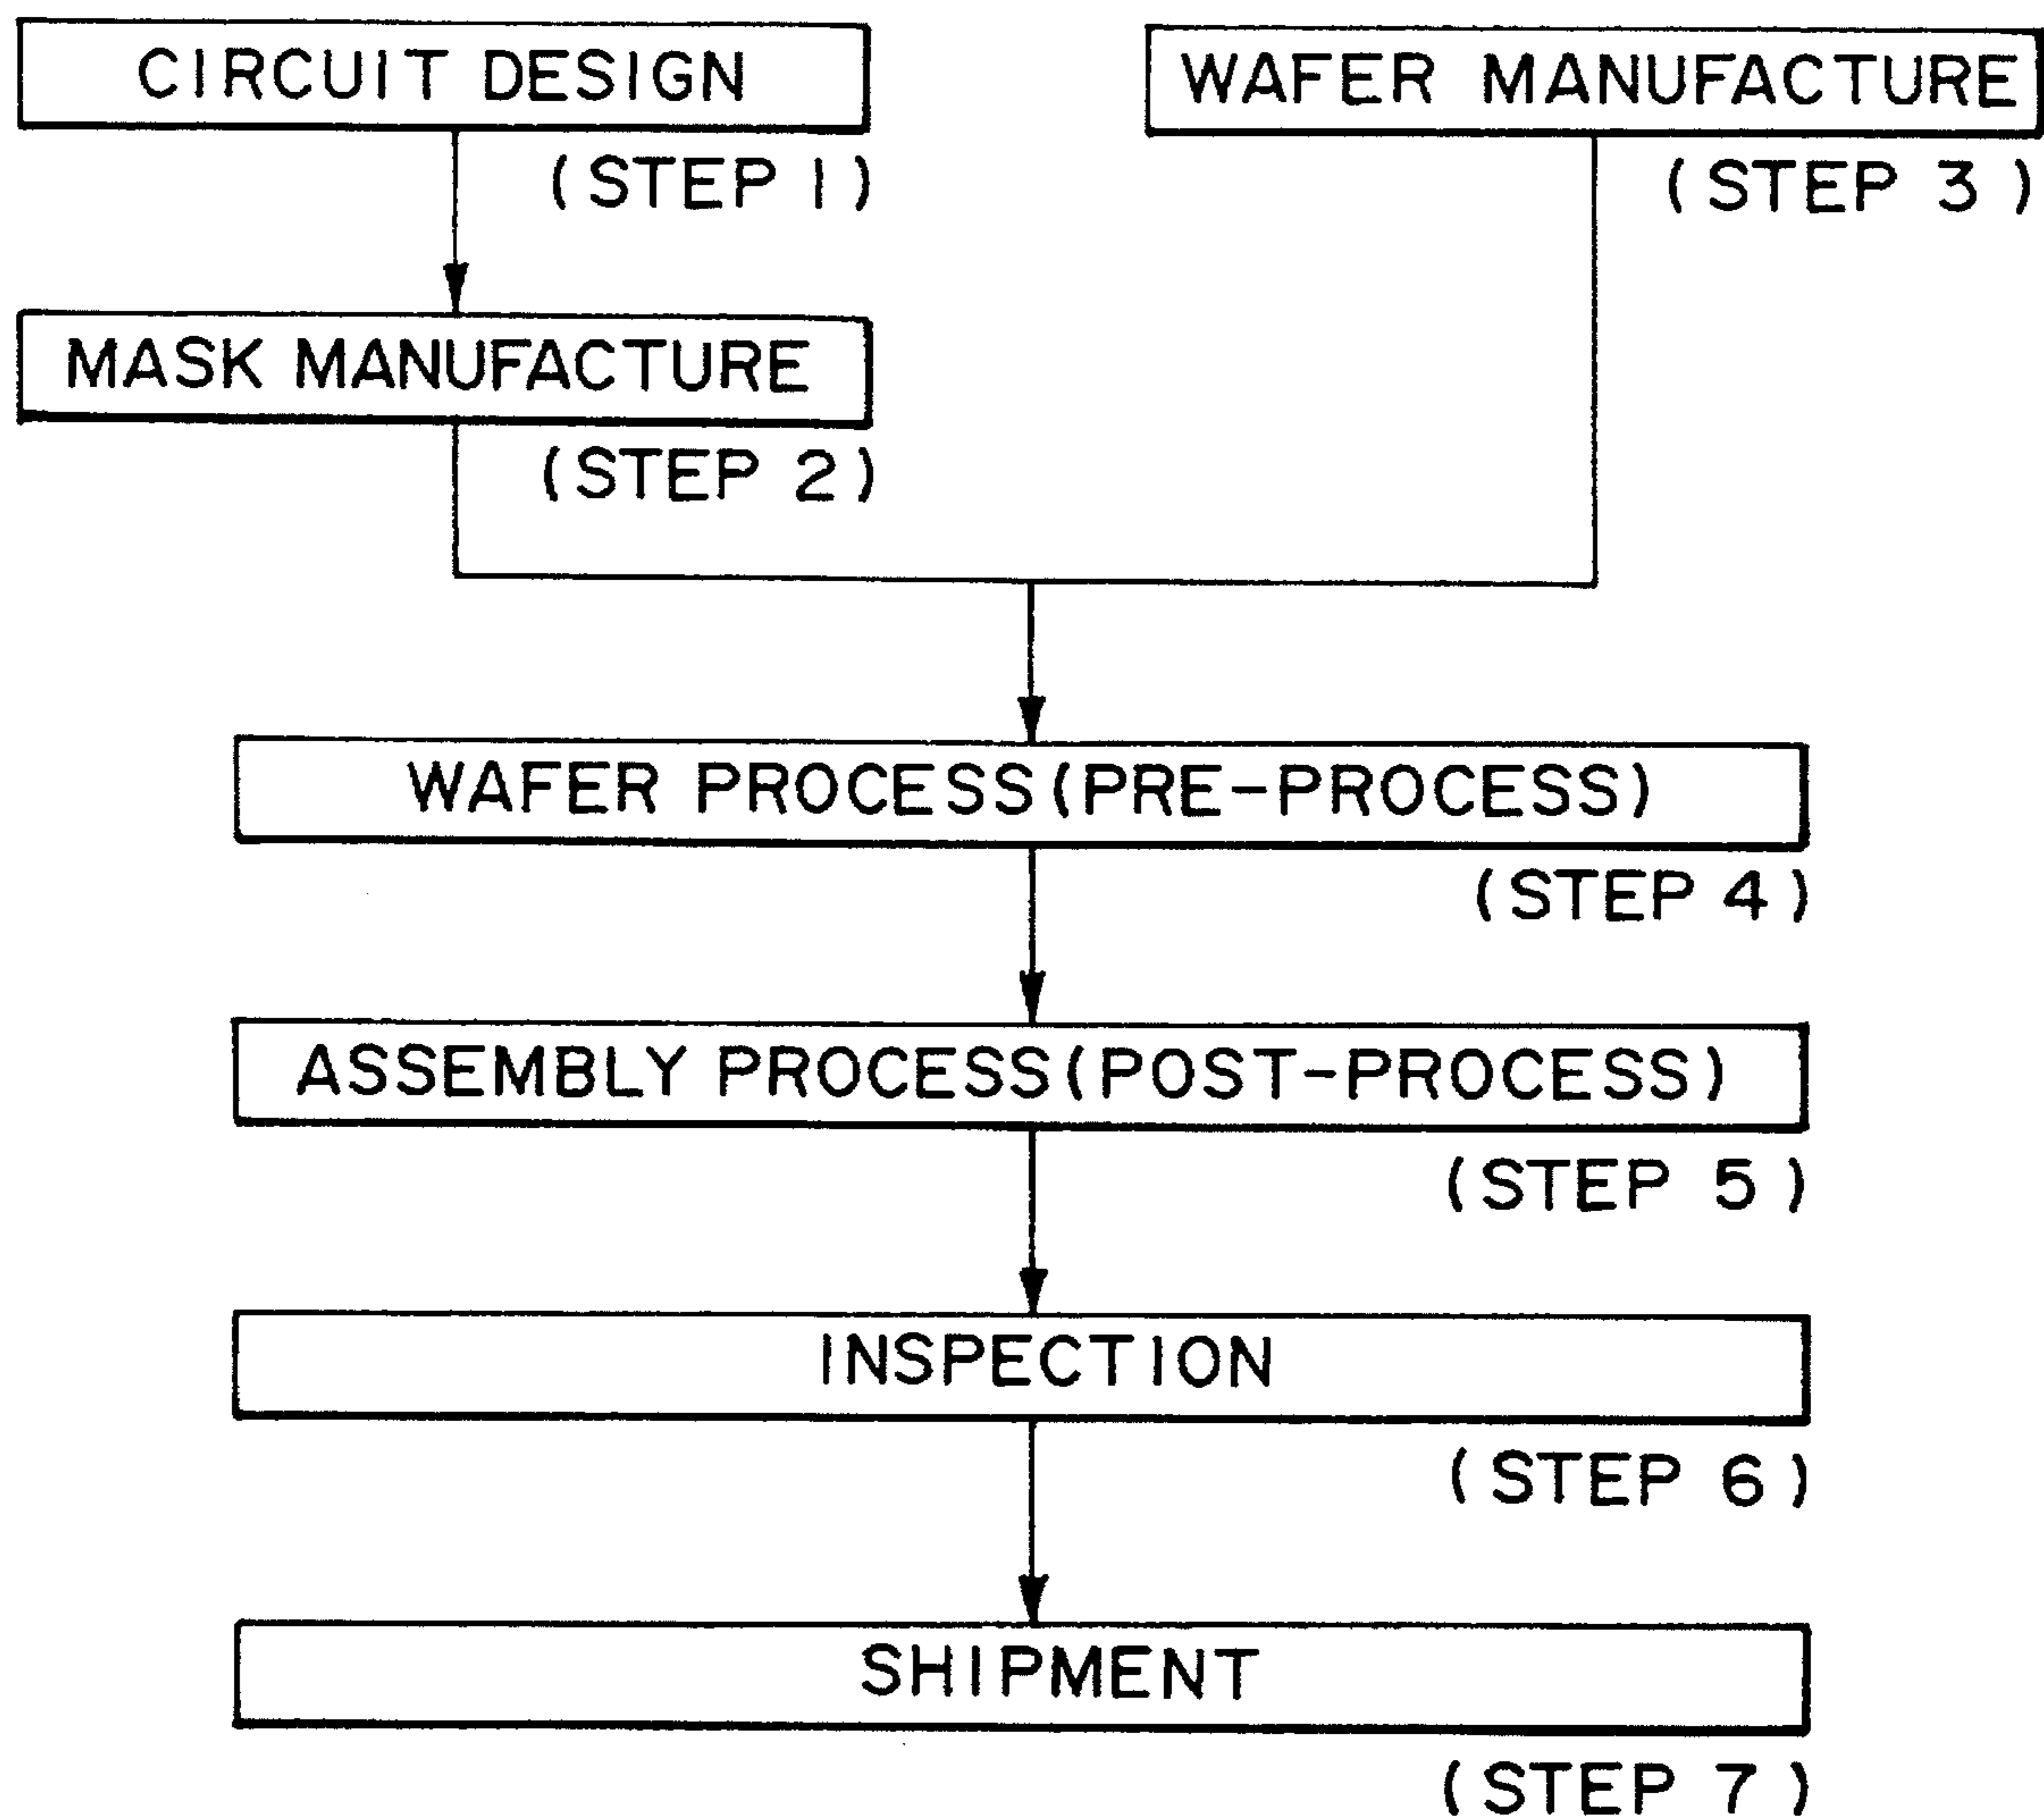 CIRCUIT DESIGN
(STEP 1)
WAFER MANUFACTURE
(STEP 3)
MASK MANUFACTURE
(STEP 2)
WAFER PROCESS(PRE-PROCESS)
(STEP 4)
ASSEMBLY PROCESS(POST-PROCESS)
(STEP 5)
INSPECTION
(STEP 6)
SHIPMENT
(STEP 7)